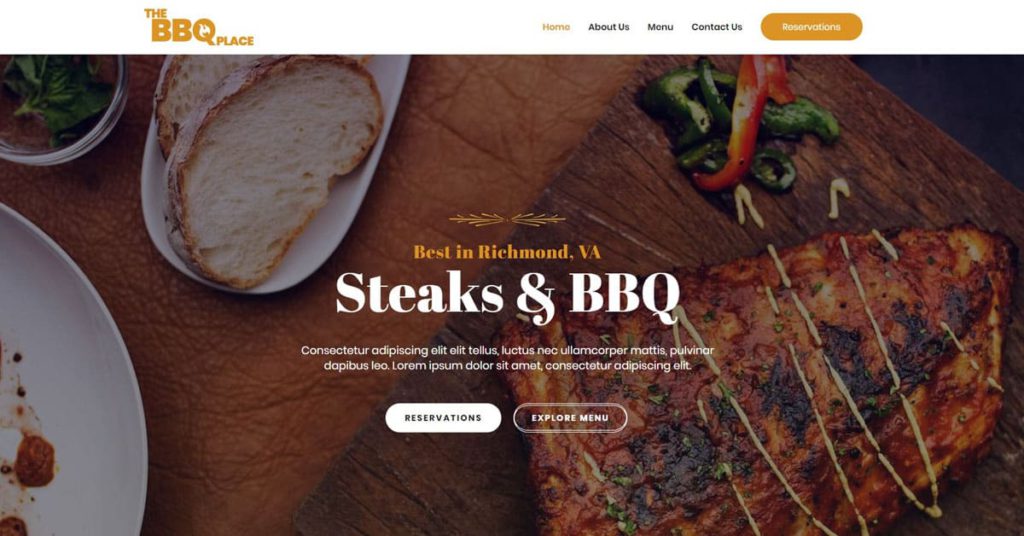 THE
BBQ
PLACE
Home About Us Menu Contact Us Reservations
Best in Richmond, VA
Steaks & BBQ
Consectetur adipiscing elit elit tellus, luctus nec ullamcorper mattis, pulvinar
dapibus leo. Lorem ipsum dolor sit amet, consectetur adipiscing elit.
RESERVATIONS EXPLORE MENU